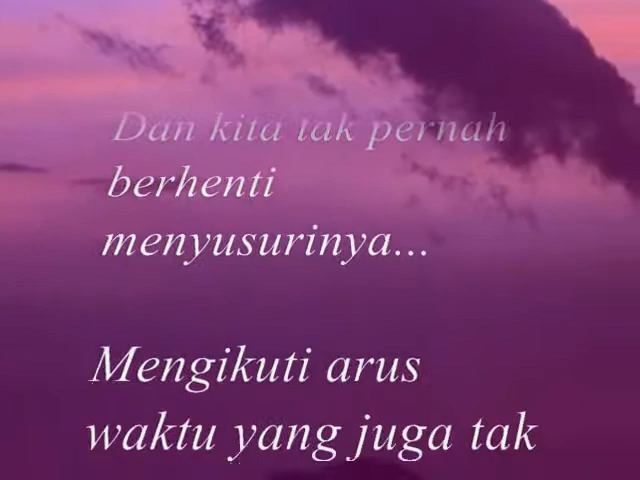 Dan kita tak pernah
berhenti
menyusurinya...
Mengikuti arus
waktu yang juga tak